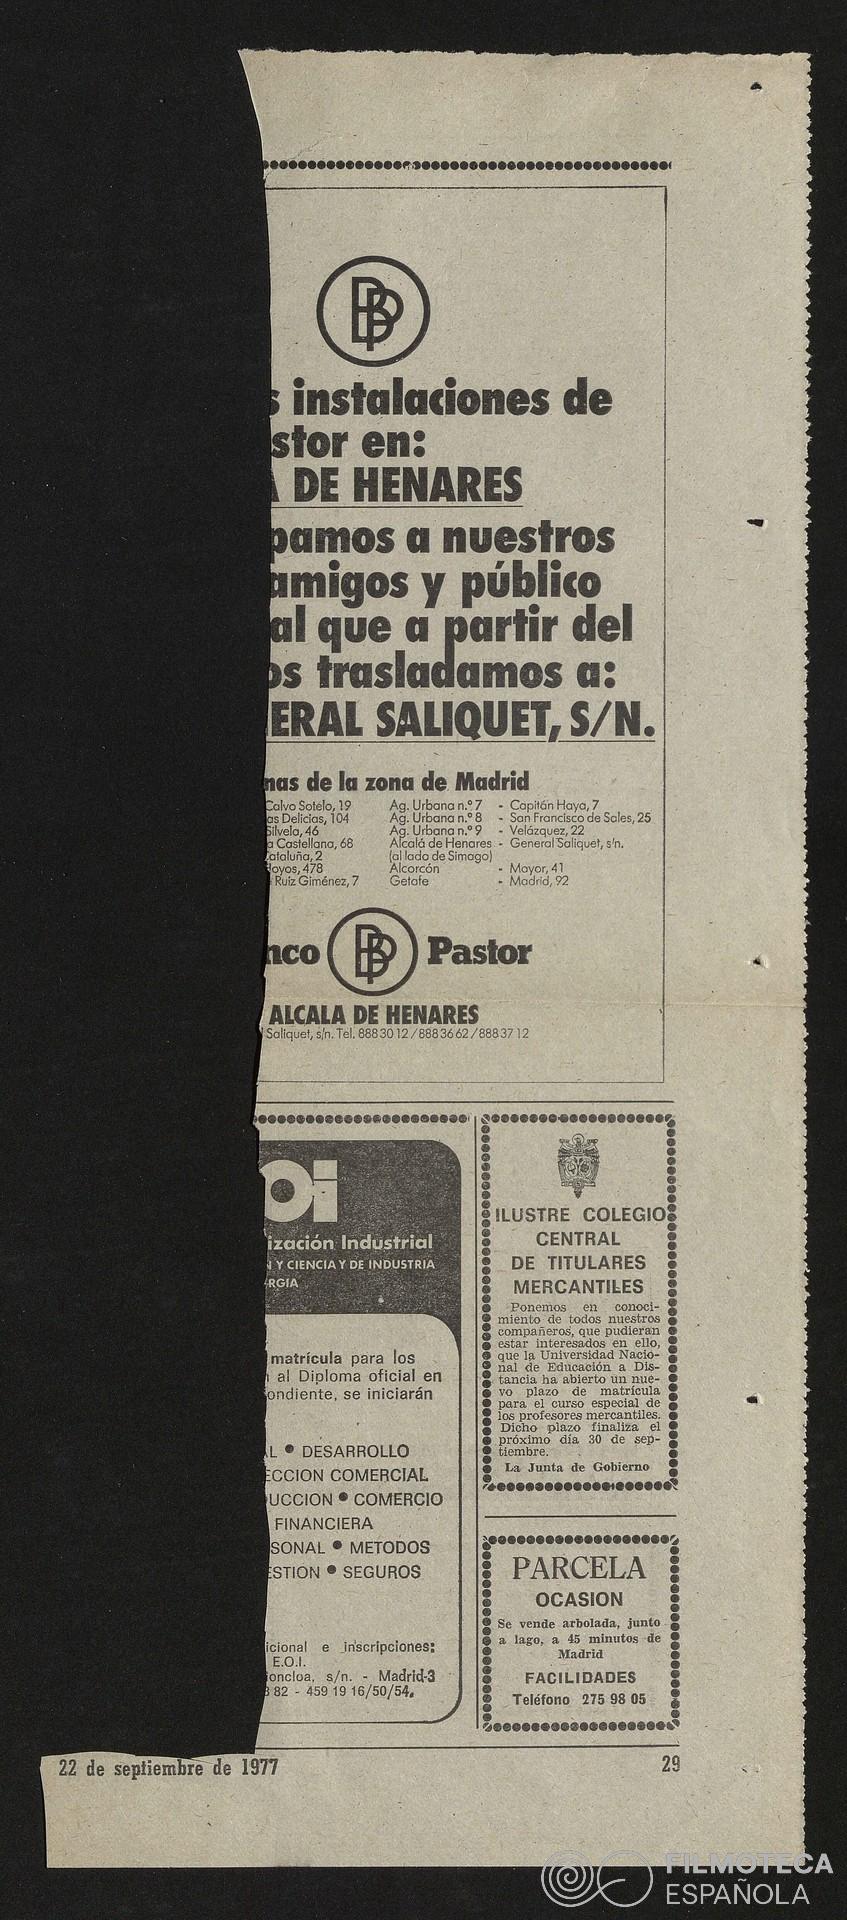 BP
s instalaciones de
stor en:
A DE HENARES
pamos a nuestros
amigos y público
al que a partir del
os trasladamos a:
ERAL SALIQUET, S/N.
nas de la zona de Madrid
Calvo Sotelo, 19
as Delicias, 104
Silvela, 46
a Castellana, 68
Cataluña, 2
Hoyos, 478
e Ruiz Giménez, 7
Ag. Urbana n.º 7 - Capitán Haya, 7
Ag. Urbana n.º 8 - San Francisco de Sales, 25
Ag. Urbana n.º 9 - Velázquez, 22
Alcalá de Henares - General Saliquet, s/n.
(al lado de Simago)
Alcorcón - Mayor, 41
Getafe - Madrid, 92
nco BP Pastor
ALCALA DE HENARES
Saliquet, s/n. Tel. 888 30 12 / 888 36 62 / 888 37 12
oi
ización Industrial
N Y CIENCIA Y DE INDUSTRIA
RGIA
matrícula para los
n al Diploma oficial en
ondiente, se iniciarán
AL • DESARROLLO
ECCION COMERCIAL
DUCCION • COMERCIO
FINANCIERA
SONAL • METODOS
ESTION • SEGUROS
icional e inscripciones:
E.O.I.
oncloa, s/n. - Madrid-3
3 82 - 459 19 16/50/54.
ILUSTRE COLEGIO
CENTRAL
DE TITULARES
MERCANTILES
Ponemos en conoci-
miento de todos nuestros
compañeros, que pudieran
estar interesados en ello,
que la Universidad Nacio-
nal de Educación a Dis-
tancia ha abierto un nue-
vo plazo de matrícula
para el curso especial de
los profesores mercantiles.
Dicho plazo finaliza el
próximo día 30 de sep-
tiembre.
La Junta de Gobierno
PARCELA
OCASION
Se vende arbolada, junto
a lago, a 45 minutos de
Madrid
FACILIDADES
Teléfono 275 98 05
22 de septiembre de 1977
29
FILMOTECA
ESPAÑOLA